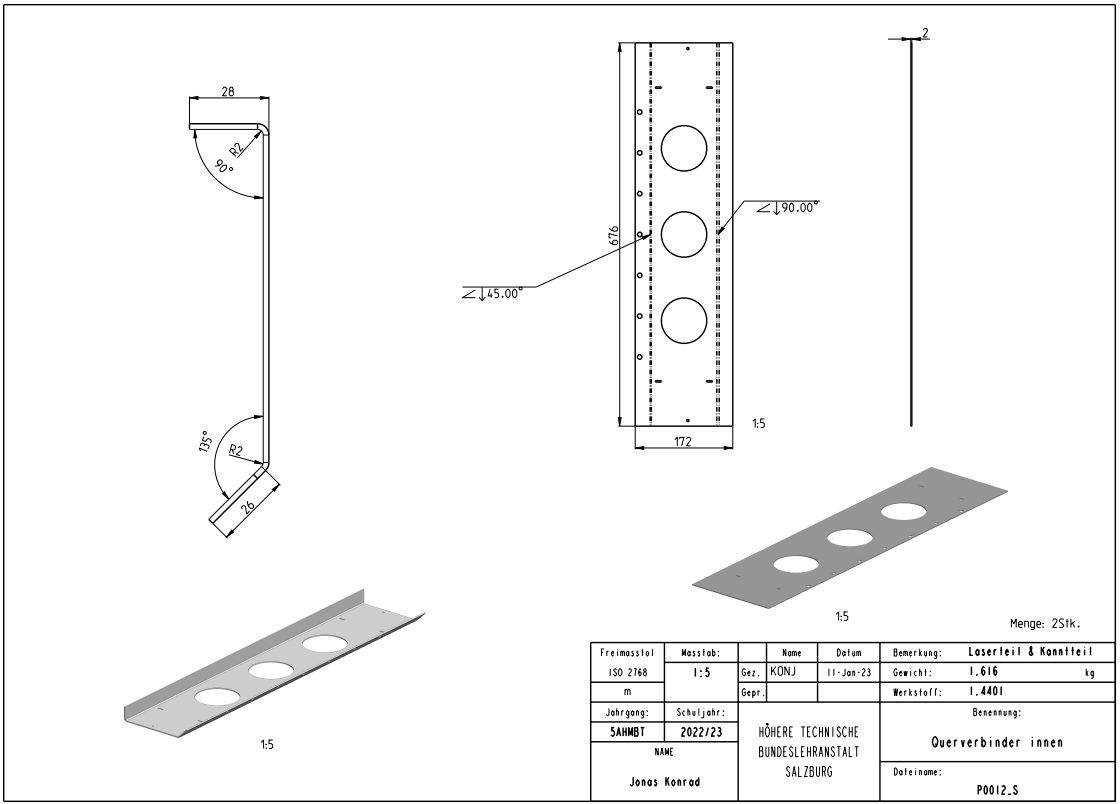 2
28
R2
90°
676
∠↓90.00°
∠↓45.00°
1:5
172
135°
R2
26
1:5
Menge: 2Stk.
1:5
Freimasstol
ISO 2768
m
Masstab:
1:5
Name
Datum
Gez.
KONJ
11-Jan-23
Gepr.
Bemerkung: Laserteil & Kanntteil
Gewicht: 1.616 kg
Werkstoff: 1.4401
Jahrgang:
5AHMBT
Schuljahr:
2022/23
NAME
Jonas Konrad
HÖHERE TECHNISCHE
BUNDESLEHRANSTALT
SALZBURG
Benennung:
Querverbinder innen
Dateiname:
P0012_S